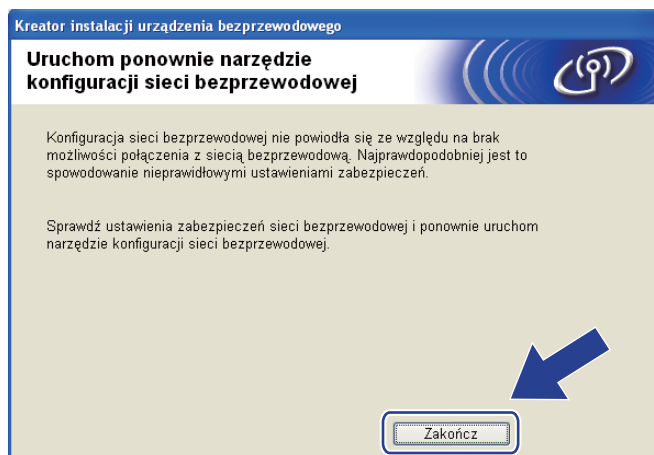 Kreator instalacji urządzenia bezprzewodowego
Uruchom ponownie narzędzie
konfiguracji sieci bezprzewodowej
Konfiguracja sieci bezprzewodowej nie powiodła się ze względu na brak
możliwości połączenia z siecią bezprzewodową. Najprawdopodobniej jest to
spowodowane nieprawidłowymi ustawieniami zabezpieczeń.
Sprawdź ustawienia zabezpieczeń sieci bezprzewodowej i ponownie uruchom
narzędzie konfiguracji sieci bezprzewodowej.
Zakończ